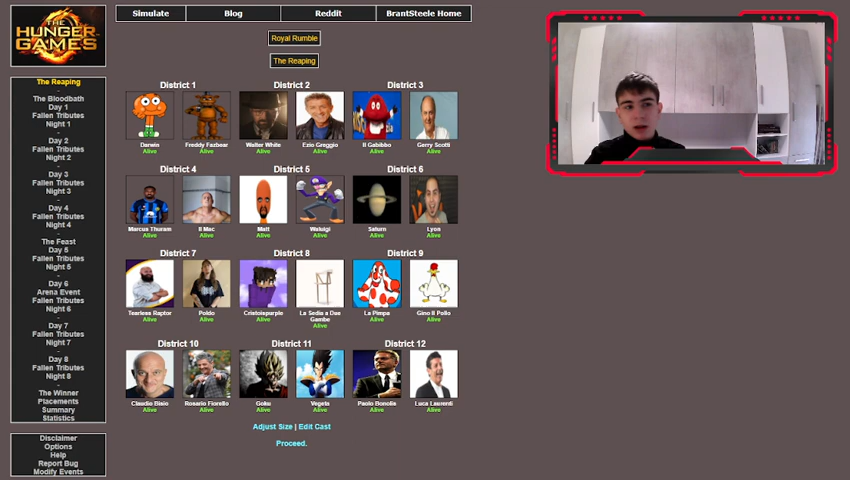 THE
HUNGER
GAMES
Simulate
Blog
Reddit
BrantSteele Home
Royal Rumble
The Reaping
The Reaping
-
The Bloodbath
Day 1
Fallen Tributes
Night 1
-
Day 2
Fallen Tributes
Night 2
-
Day 3
Fallen Tributes
Night 3
-
Day 4
Fallen Tributes
Night 4
-
The Feast
Day 5
Fallen Tributes
Night 5
-
Day 6
Arena Event
Fallen Tributes
Night 6
-
Day 7
Fallen Tributes
Night 7
-
Day 8
Fallen Tributes
Night 8
-
The Winner
Placements
Summary
Statistics
Disclaimer
Options
Help
Report Bug
Modify Events
District 1 District 2 District 3
Darwin Freddy Fazbear Walter White Ezio Greggio Il Gabibbo Gerry Scotti
Alive Alive Alive Alive Alive Alive
District 4 District 5 District 6
Marcus Thuram Il Mac Matt Waluigi Saturn Lyon
Alive Alive Alive Alive Alive Alive
District 7 District 8 District 9
Tearless Raptor Poldo Cristolepurple La Sedia a Due Gambe La Pimpa Gino Il Pollo
Alive Alive Alive Alive Alive Alive
District 10 District 11 District 12
Claudio Bisio Rosario Fiorello Goku Vegeta Paolo Bonolis Luca Laurenti
Alive Alive Alive Alive Alive Alive
Adjust Size | Edit Cast
Proceed.